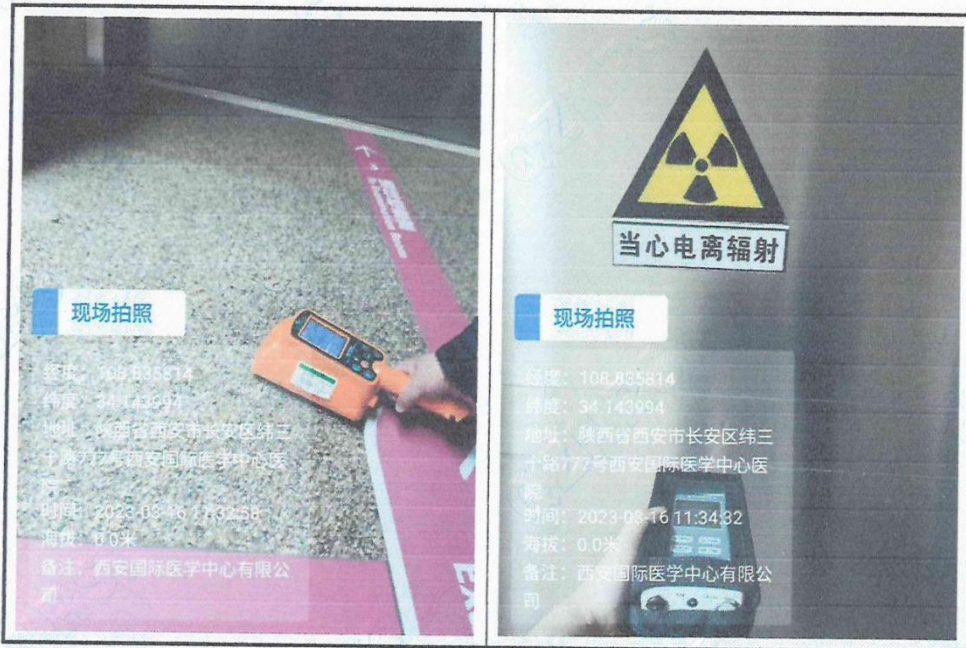 现场拍照
经度：108.835814
纬度：34.143994
地址：陕西省西安市长安区纬三
十路777号西安国际医学中心医
院
时间：2023-03-16 11:32:58
海拔：0.0米
备注：西安国际医学中心有限公
司
当心电离辐射
现场拍照
经度：108.835814
纬度：34.143994
地址：陕西省西安市长安区纬三
十路777号西安国际医学中心医
院
时间：2023-03-16 11:34:32
海拔：0.0米
备注：西安国际医学中心有限公
司